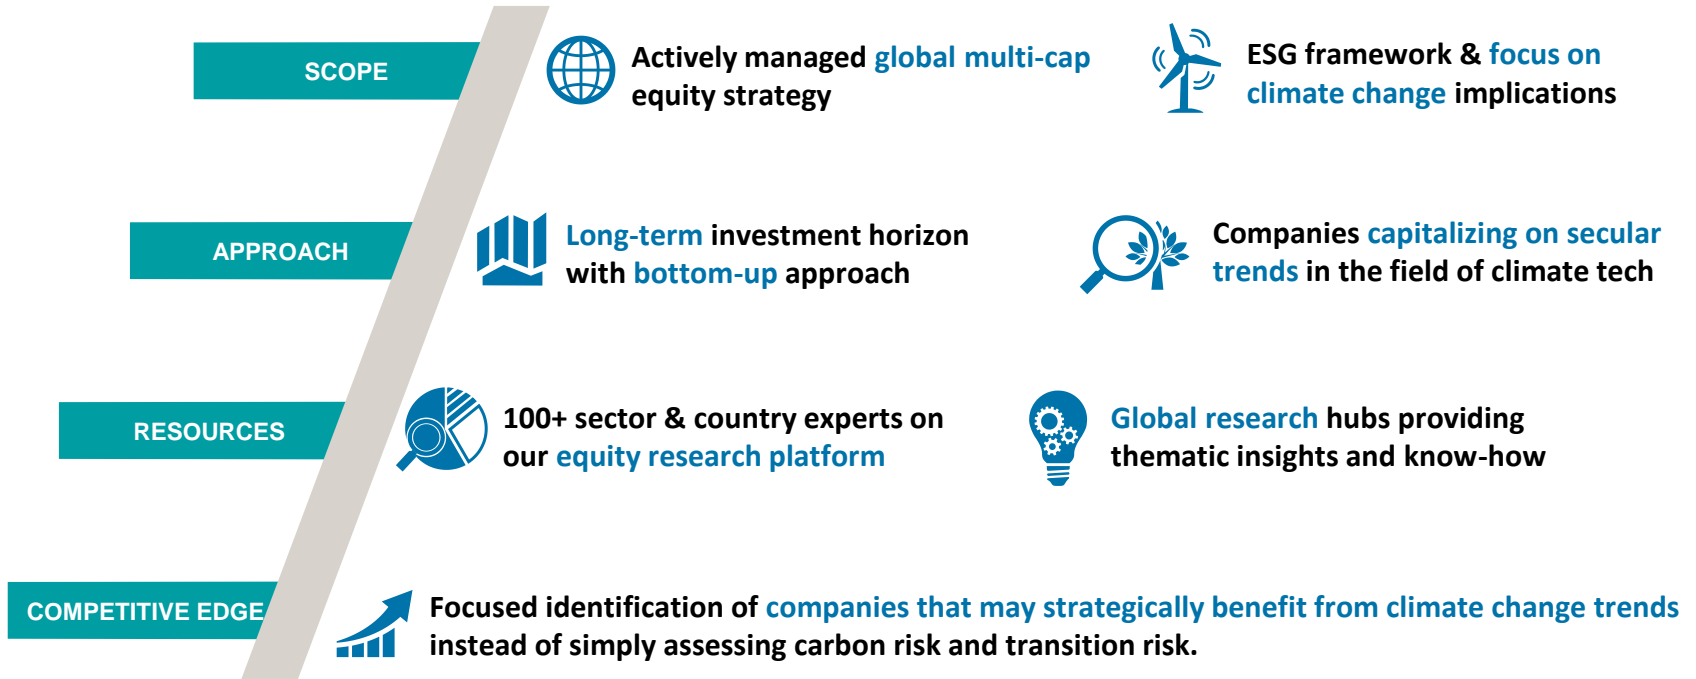 SCOPE
Actively managed global multi-cap
equity strategy
ESG framework & focus on
climate change implications
APPROACH
Long-term investment horizon
with bottom-up approach
Companies capitalizing on secular
trends in the field of climate tech
RESOURCES
100+ sector & country experts on
our equity research platform
Global research hubs providing
thematic insights and know-how
COMPETITIVE EDGE
Focused identification of companies that may strategically benefit from climate change trends
instead of simply assessing carbon risk and transition risk.